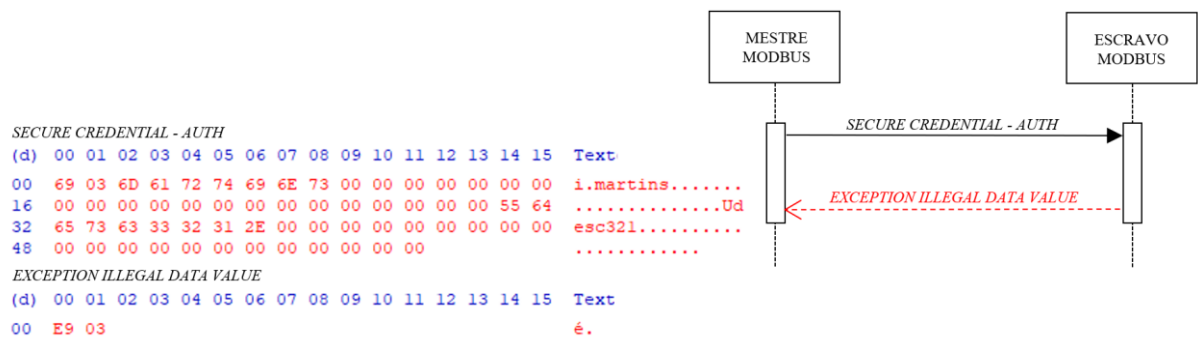 MESTRE
MODBUS
ESCRAVO
MODBUS
SECURE CREDENTIAL - AUTH
EXCEPTION ILLEGAL DATA VALUE
SECURE CREDENTIAL - AUTH
(d) 00 01 02 03 04 05 06 07 08 09 10 11 12 13 14 15 Text
00 69 03 6D 61 72 74 69 6E 73 00 00 00 00 00 00 00 i.martins.......
16 00 00 00 00 00 00 00 00 00 00 00 00 00 00 55 64 ..............Ud
32 65 73 63 33 32 31 2E 00 00 00 00 00 00 00 00 00 esc321..........
48 00 00 00 00 00 00 00 00 00 00 00 00 ............
EXCEPTION ILLEGAL DATA VALUE
(d) 00 01 02 03 04 05 06 07 08 09 10 11 12 13 14 15 Text
00 E9 03 é.